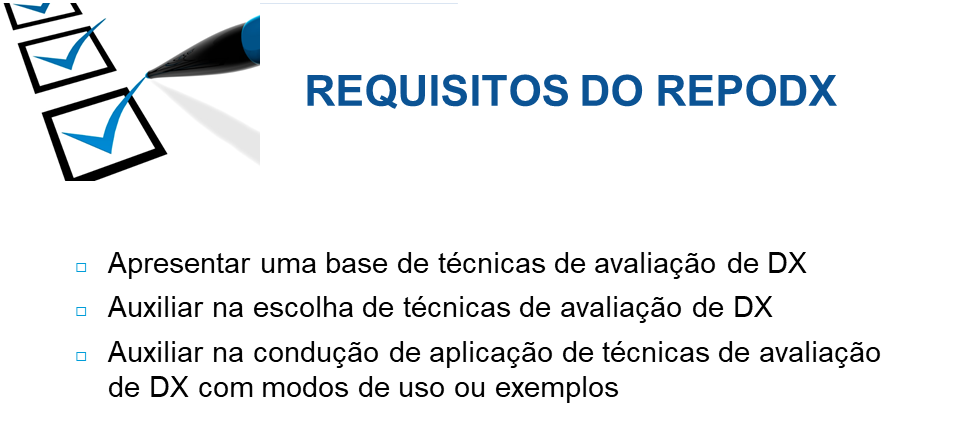 REQUISITOS DO REPODX
Apresentar uma base de técnicas de avaliação de DX
Auxiliar na escolha de técnicas de avaliação de DX
Auxiliar na condução de aplicação de técnicas de avaliação
de DX com modos de uso ou exemplos